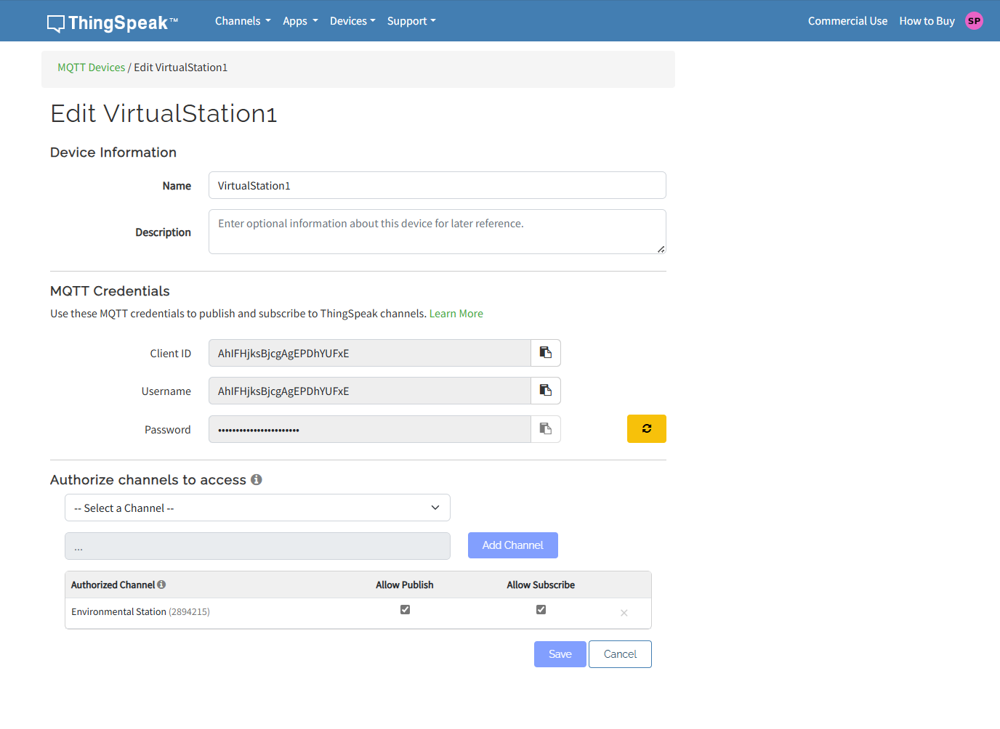 ThingSpeak™ Channels Apps Devices Support Commercial Use How to Buy SP
MQTT Devices / Edit VirtualStation1
Edit VirtualStation1
Device Information
Name VirtualStation1
Description Enter optional information about this device for later reference.
MQTT Credentials
Use these MQTT credentials to publish and subscribe to ThingSpeak channels. Learn More
Client ID AhIFHjksBjcgAgEPDhYUFxE
Username AhIFHjksBjcgAgEPDhYUFxE
Password •••••••••••••••••••••••
Authorize channels to access
-- Select a Channel --
... Add Channel
Authorized Channel Allow Publish Allow Subscribe
Environmental Station (2894215)
Save Cancel